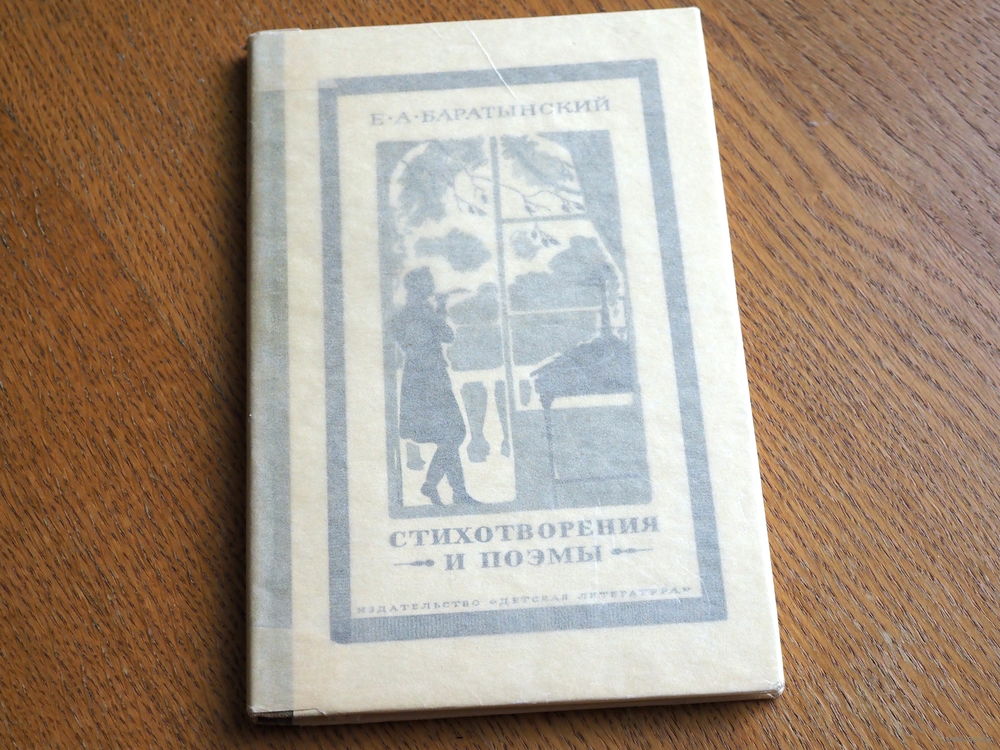 Е·А·БАРАТЫНСКИЙ
СТИХОТВОРЕНИЯ
И ПОЭМЫ
ИЗДАТЕЛЬСТВО «ДЕТСКАЯ ЛИТЕРАТУРА»